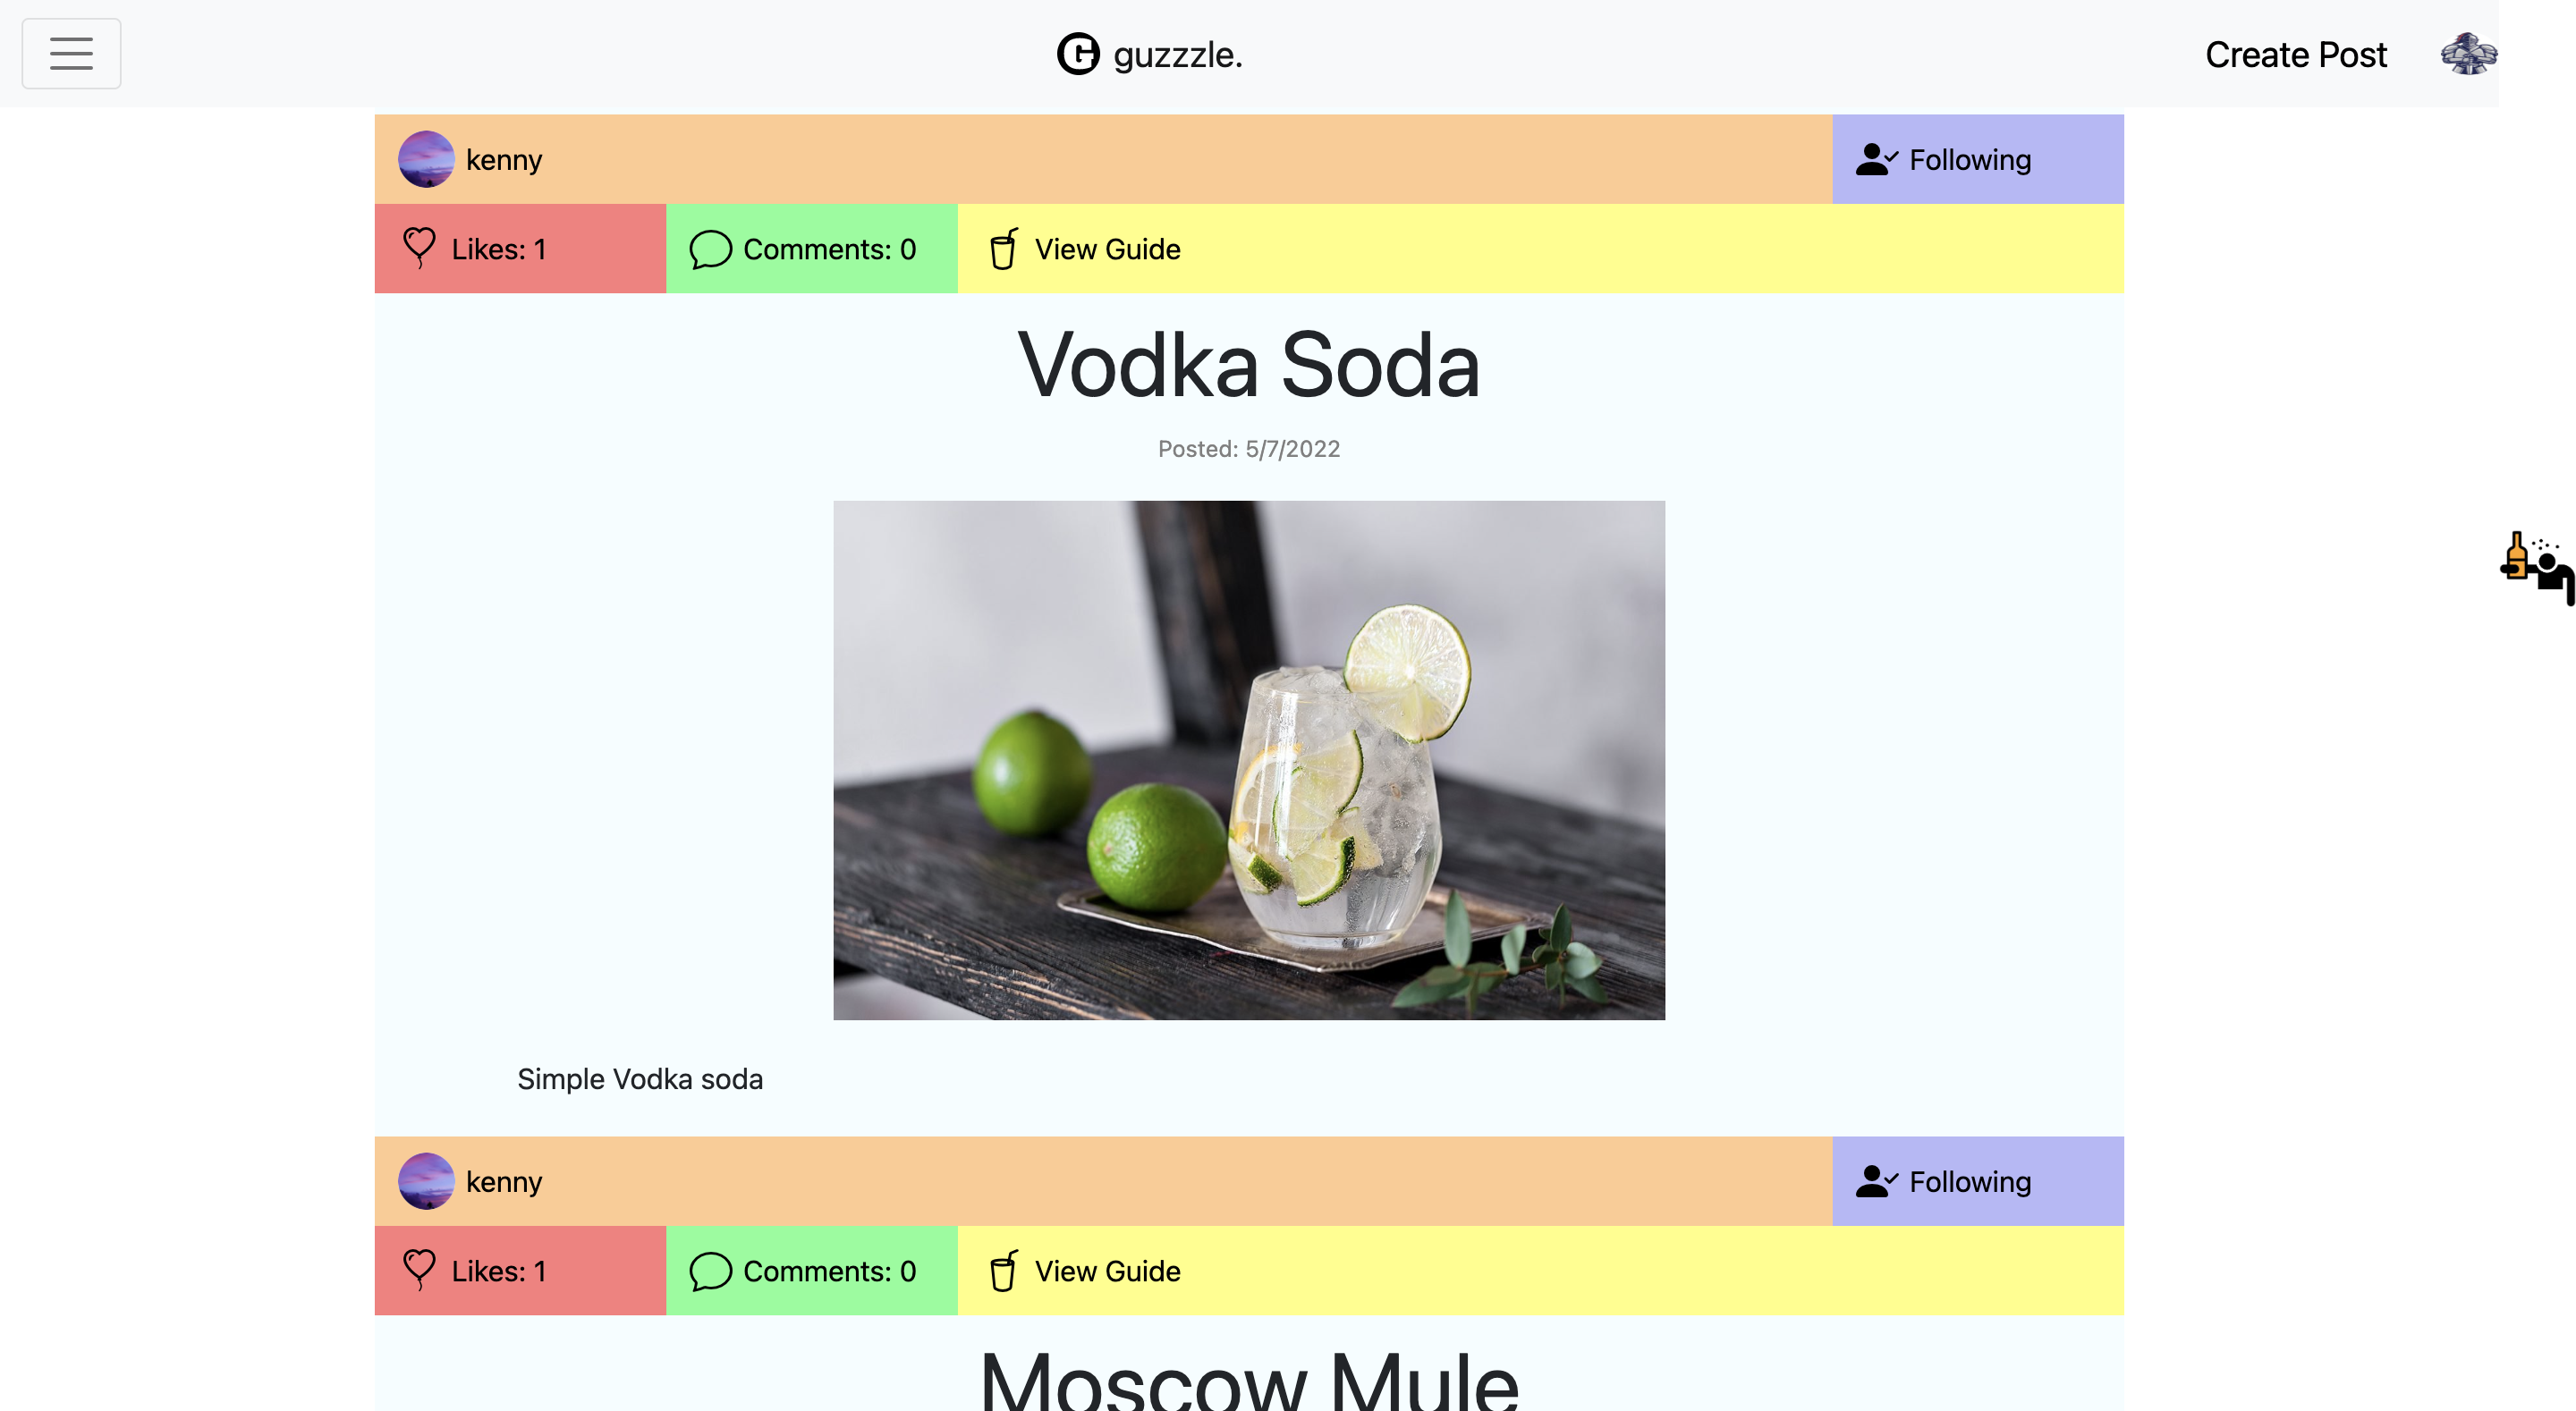 guzzzle.
Create Post
kenny
Following
Likes: 1
Comments: 0
View Guide
Vodka Soda
Posted: 5/7/2022
Simple Vodka soda
kenny
Following
Likes: 1
Comments: 0
View Guide
Moscow Mule